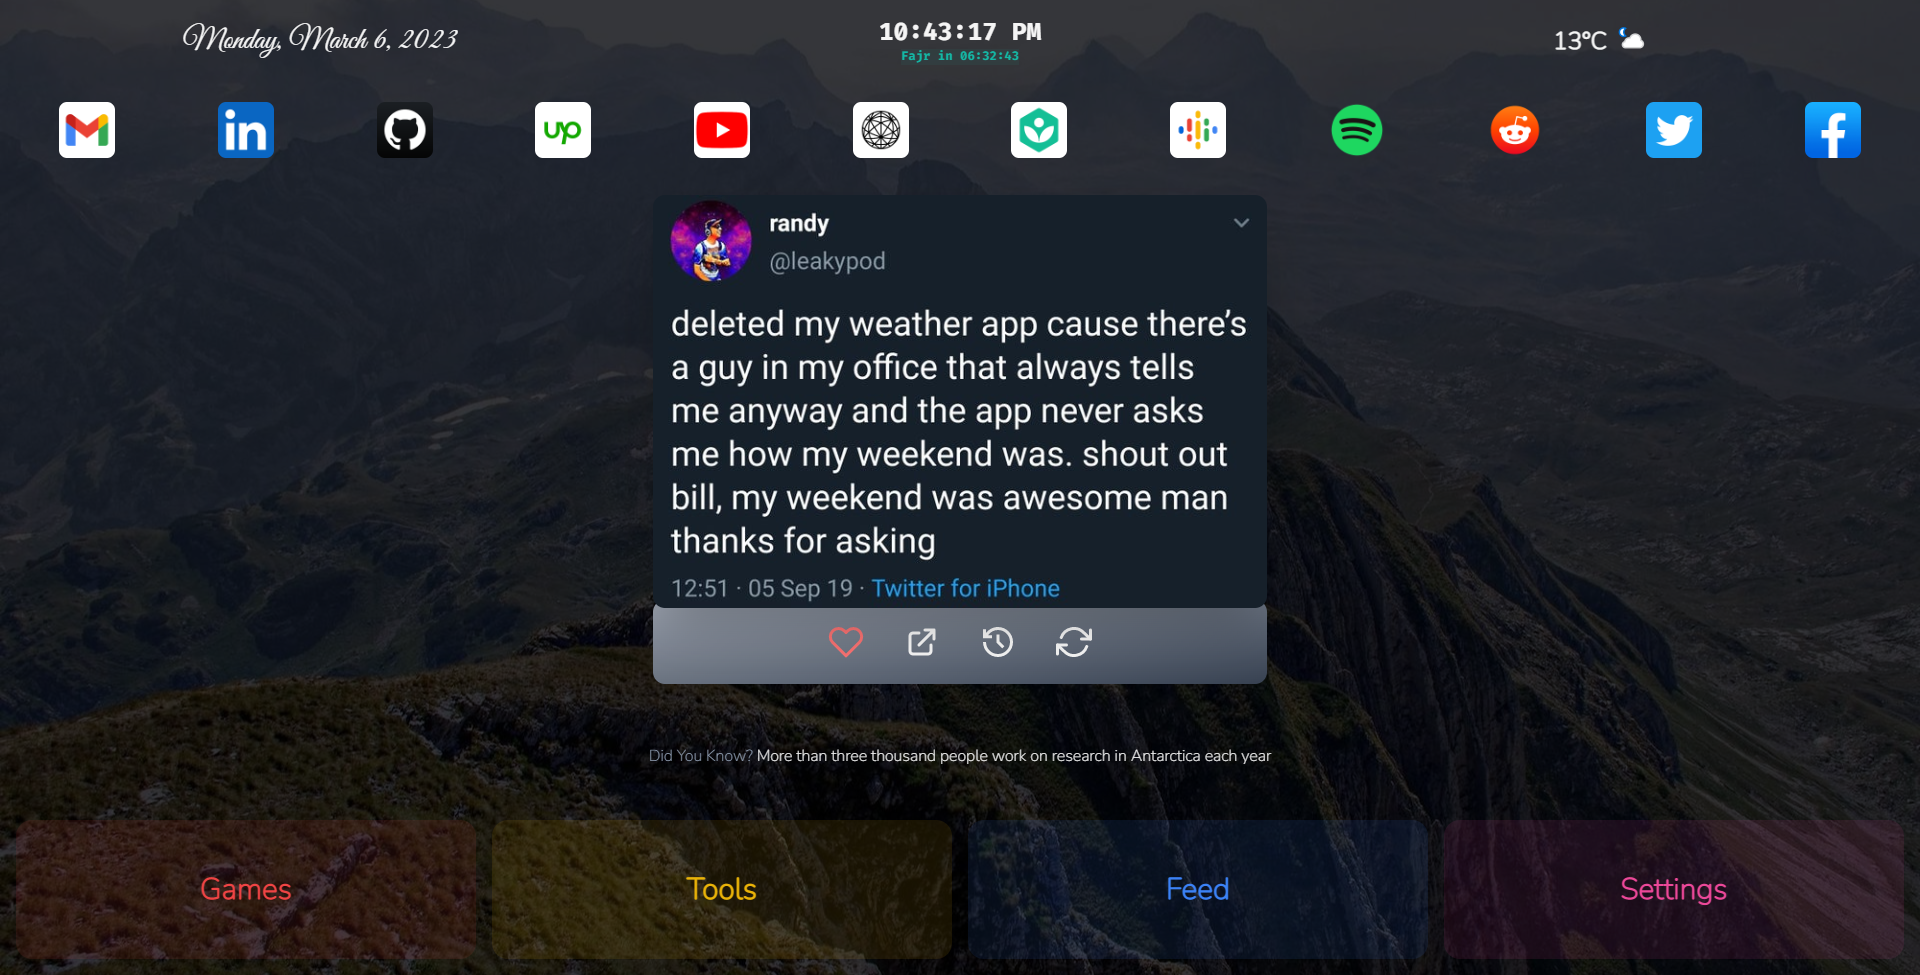 Monday, March 6, 2023
10:43:17 PM
Fajr in 06:32:43
13°C
in
up
randy
@leakypod
deleted my weather app cause there's
a guy in my office that always tells
me anyway and the app never asks
me how my weekend was. shout out
bill, my weekend was awesome man
thanks for asking
12:51 · 05 Sep 19 · Twitter for iPhone
Did You Know? More than three thousand people work on research in Antarctica each year
Games
Tools
Feed
Settings